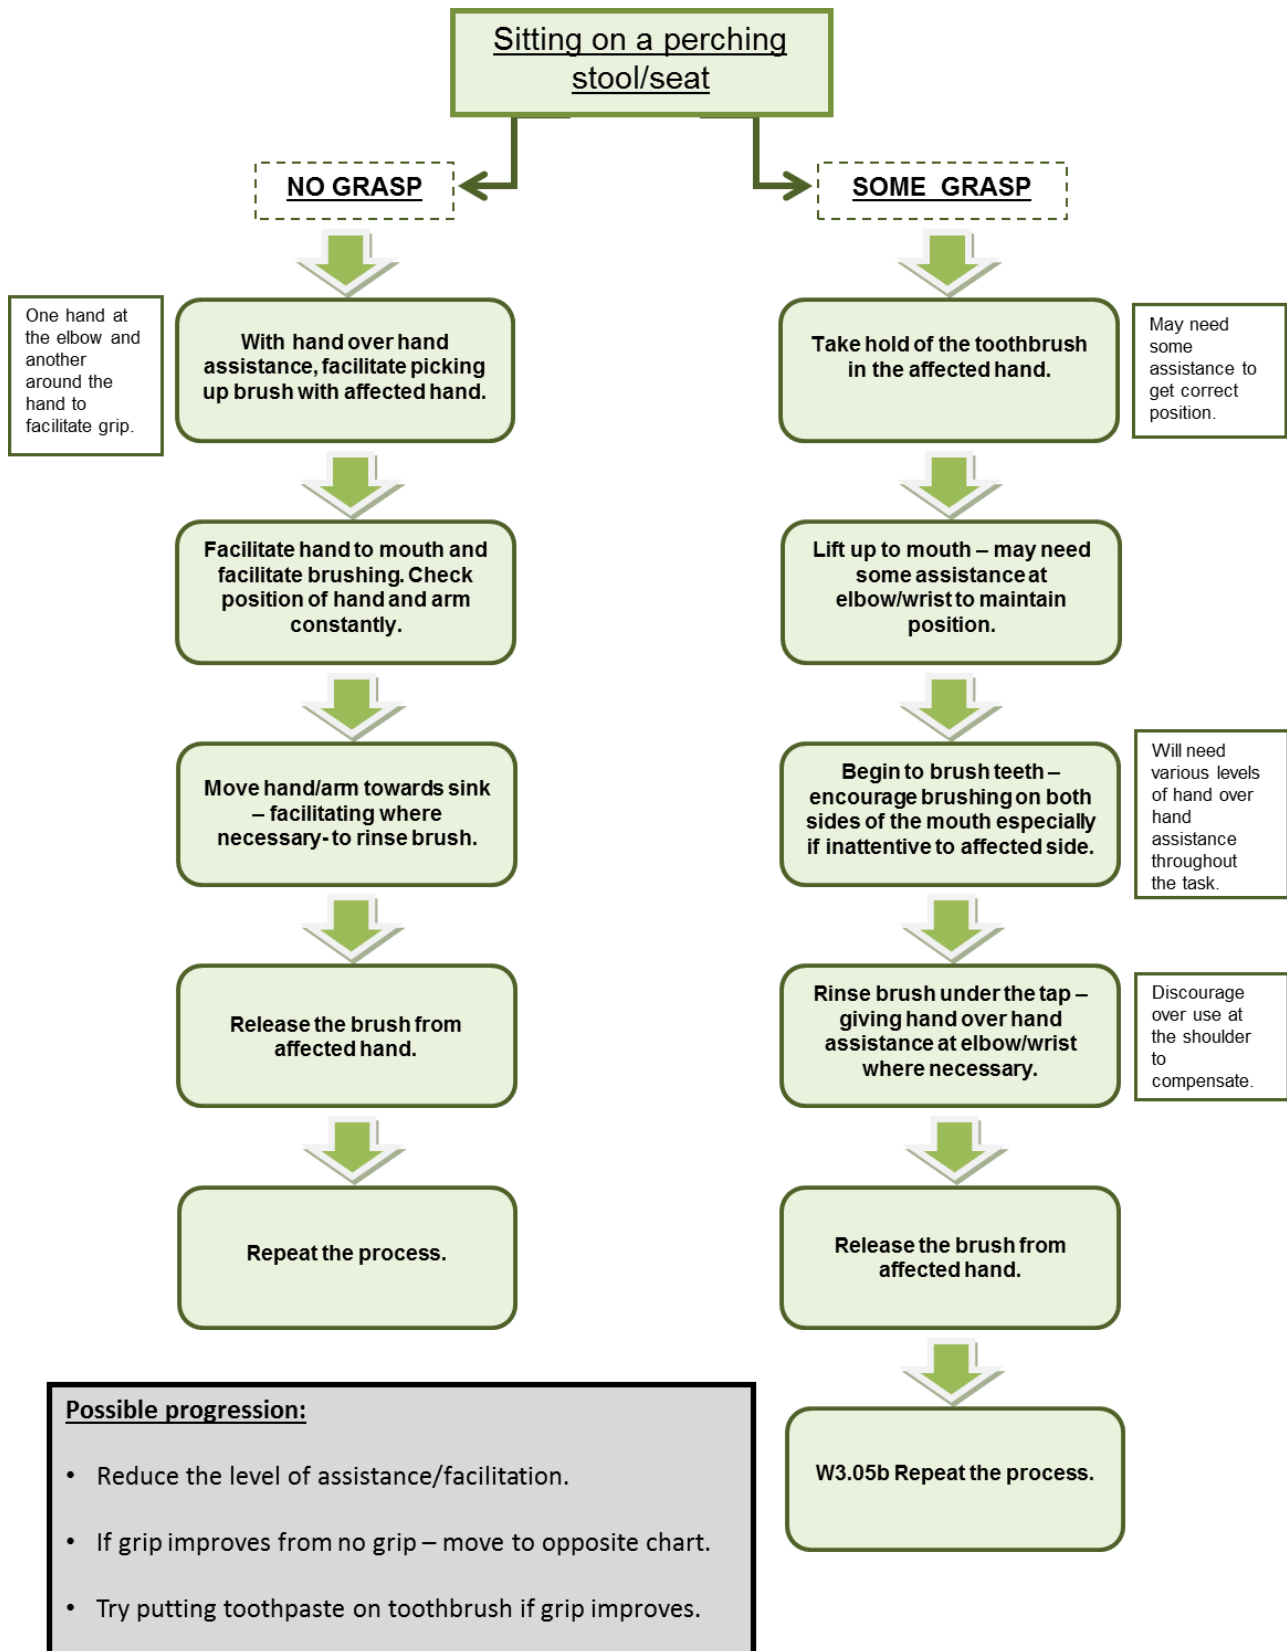 Sitting on a perching
stool/seat
NO GRASP
SOME GRASP
One hand at
the elbow and
another
around the
hand to
facilitate grip.
With hand over hand
assistance, facilitate picking
up brush with affected hand.
Facilitate hand to mouth and
facilitate brushing. Check
position of hand and arm
constantly.
Move hand/arm towards sink
– facilitating where
necessary- to rinse brush.
Release the brush from
affected hand.
Repeat the process.
Take hold of the toothbrush
in the affected hand.
May need
some
assistance to
get correct
position.
Lift up to mouth – may need
some assistance at
elbow/wrist to maintain
position.
Begin to brush teeth –
encourage brushing on both
sides of the mouth especially
if inattentive to affected side.
Will need
various levels
of hand over
hand
assistance
throughout
the task.
Rinse brush under the tap –
giving hand over hand
assistance at elbow/wrist
where necessary.
Discourage
over use at
the shoulder
to
compensate.
Release the brush from
affected hand.
W3.05b Repeat the process.
Possible progression:
• Reduce the level of assistance/facilitation.
• If grip improves from no grip – move to opposite chart.
• Try putting toothpaste on toothbrush if grip improves.